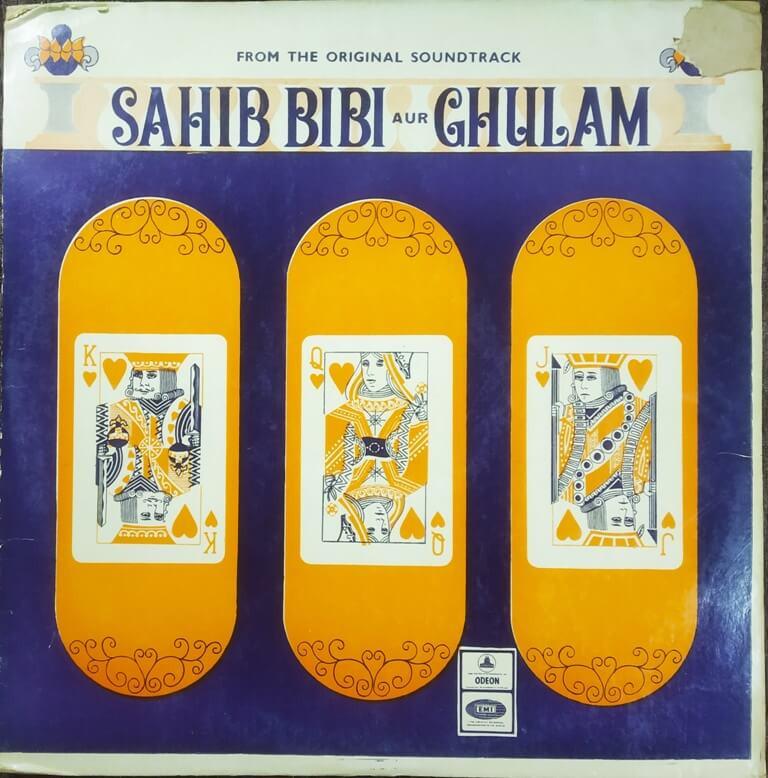 FROM THE ORIGINAL SOUNDTRACK
SAHIB BIBI AUR GHULAM
K
Q
J
K
Q
J
ODEON
EMI